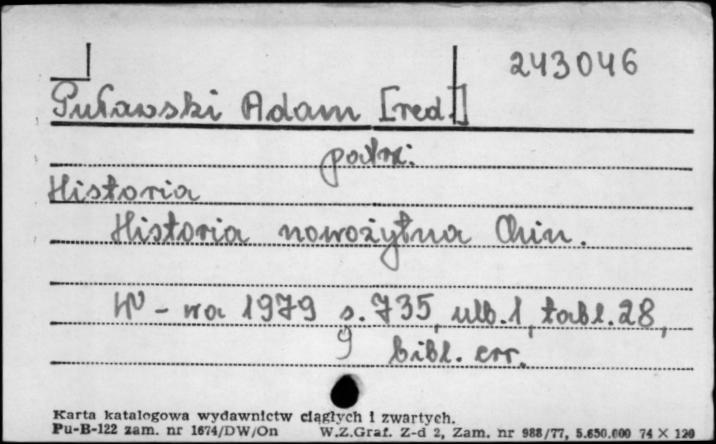 243046
Puławski Adam [red.]
patrz:
Historia
Historia nowożytna Chin.
W-wa 1979 s. 735, ulb. 1, tabl. 28,
9 bibl. err.
Karta katalogowa wydawnictw ciągłych i zwartych.
Pu-B-122 zam. nr 1674/DW/On W.Z.Graf. Z-d 2, Zam. nr 988/77, 5.650.000 74 X 120